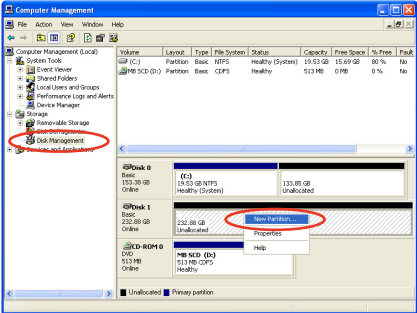 Computer Management
File Action View Window Help
Computer Management (Local)
System Tools
Event Viewer
Shared Folders
Local Users and Groups
Performance Logs and Alerts
Device Manager
Storage
Removable Storage
Disk Defragmenter
Disk Management
Services and Applications
Volume Layout Type File System Status Capacity Free Space % Free Fault
(C:) Partition Basic NTFS Healthy (System) 19.53 GB 15.69 GB 80 % No
MB SCD (D:) Partition Basic CDFS Healthy 513 MB 0 MB 0 % No
Disk 0
Basic
153.38 GB
Online
(C:)
19.53 GB NTFS
Healthy (System)
133.85 GB
Unallocated
Disk 1
Basic
232.88 GB
Online
232.88 GB
Unallocated
New Partition...
Properties
Help
CD-ROM 0
DVD
513 MB
Online
MB SCD (D:)
513 MB CDFS
Healthy
Unallocated Primary partition